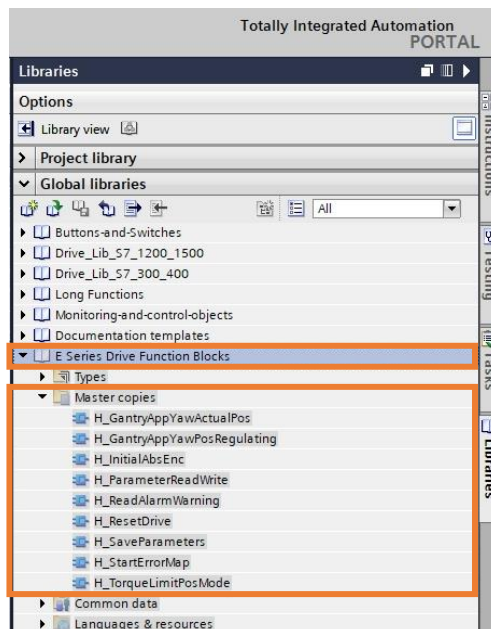 Totally Integrated Automation
PORTAL
Libraries
Options
Library view
Project library
Global libraries
All
Buttons-and-Switches
Drive_Lib_S7_1200_1500
Drive_Lib_S7_300_400
Long Functions
Monitoring-and-control-objects
Documentation templates
E Series Drive Function Blocks
Types
Master copies
H_GantryAppYawActualPos
H_GantryAppYawPosRegulating
H_InitialAbsEnc
H_ParameterReadWrite
H_ReadAlarmWarning
H_ResetDrive
H_SaveParameters
H_StartErrorMap
H_TorqueLimitPosMode
Common data
Languages & resources
Instructions
Testing
Tasks
Libraries